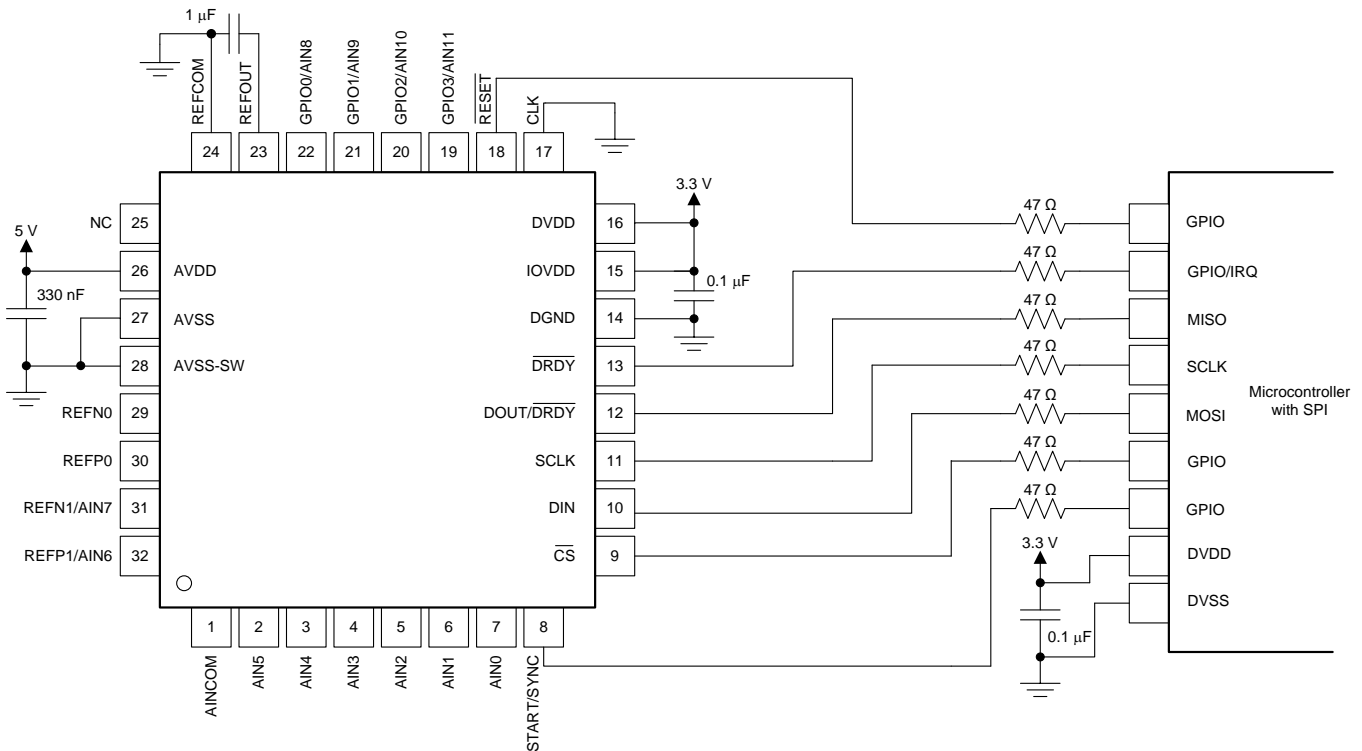 1 μF
REFCOM
REFOUT
GPIO0/AIN8
GPIO1/AIN9
GPIO2/AIN10
GPIO3/AIN11
RESET
CLK
24
23
22
21
20
19
18
17
NC
25
5 V
26
AVDD
330 nF
27
AVSS
28
AVSS-SW
REFN0
29
REFP0
30
REFN1/AIN7
31
REFP1/AIN6
32
3.3 V
DVDD
16
IOVDD
15
0.1 μF
DGND
14
DRDY
13
DOUT/DRDY
12
SCLK
11
DIN
10
CS
9
1
2
3
4
5
6
7
8
AINCOM
AIN5
AIN4
AIN3
AIN2
AIN1
AIN0
START/SYNC
47 Ω
GPIO
47 Ω
GPIO/IRQ
47 Ω
MISO
47 Ω
SCLK
47 Ω
MOSI
47 Ω
GPIO
47 Ω
GPIO
3.3 V
DVDD
DVSS
0.1 μF
Microcontroller
with SPI